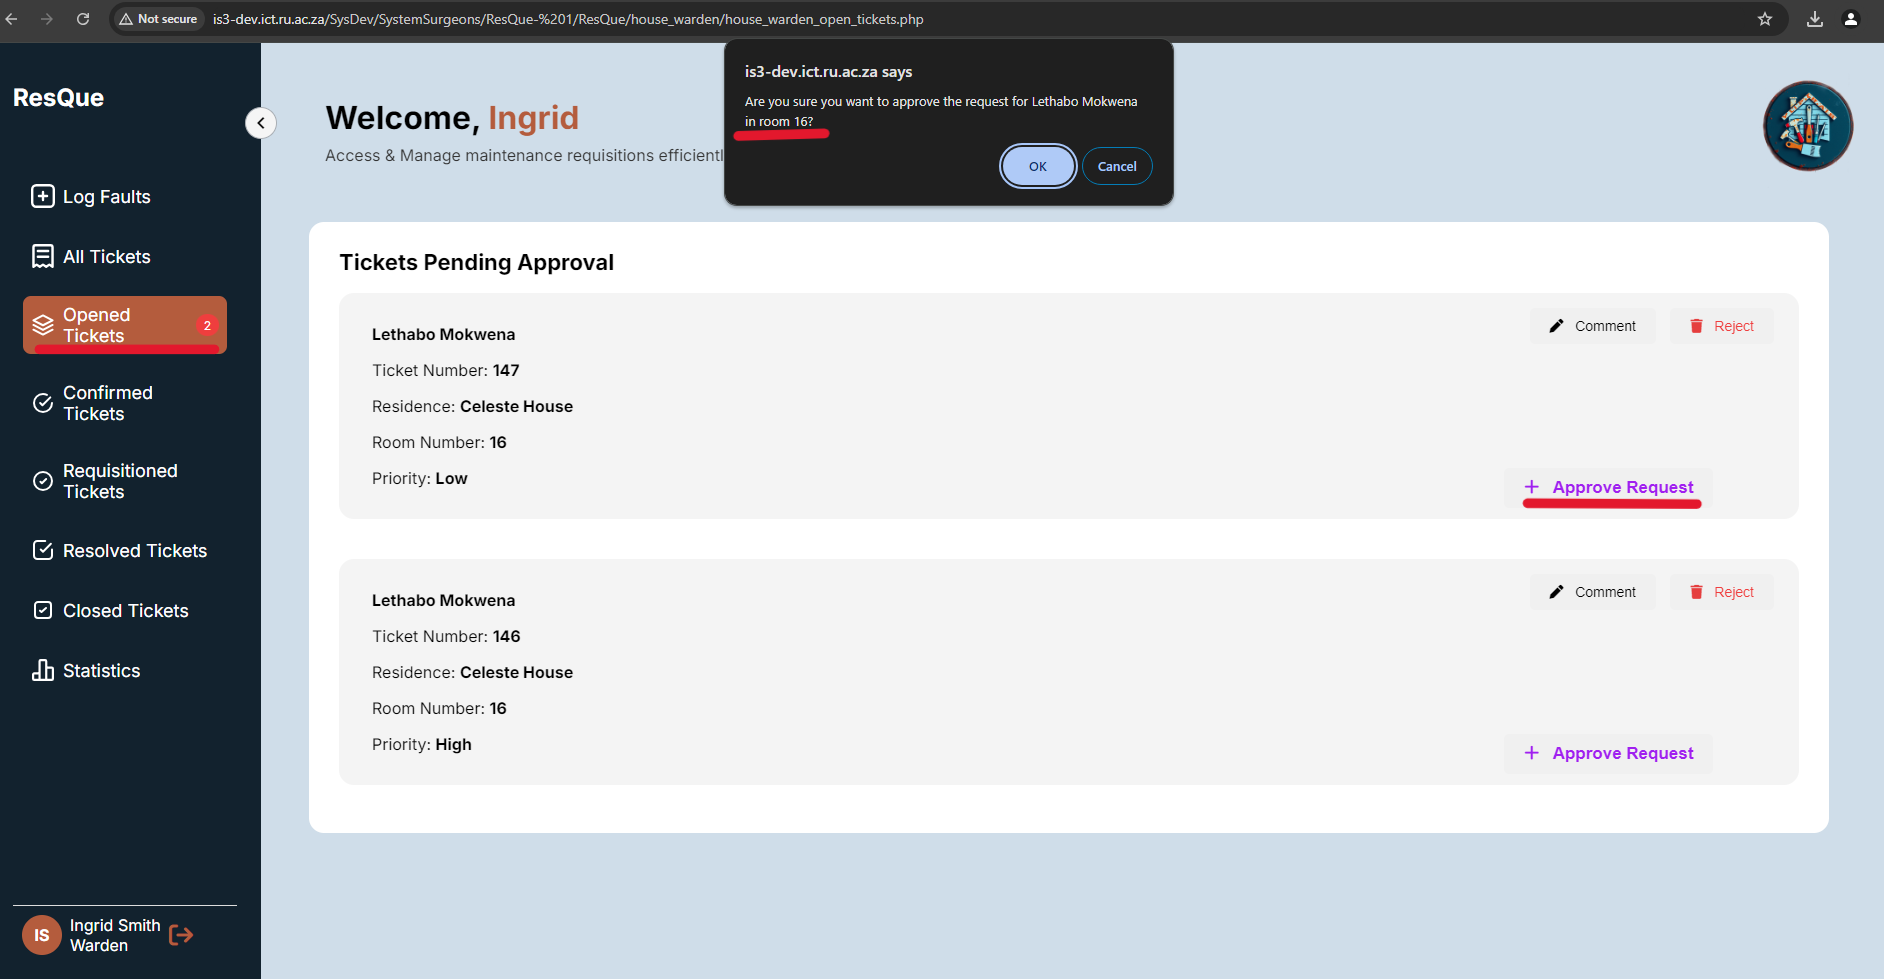 Not secure
is3-dev.ict.ru.ac.za/SysDev/SystemSurgeons/ResQue-%201/ResQue/house_warden/house_warden_open_tickets.php
is3-dev.ict.ru.ac.za says
Are you sure you want to approve the request for Lethabo Mokwena
in room 16?
OK
Cancel
ResQue
Log Faults
All Tickets
Opened
Tickets
2
Confirmed
Tickets
Requisitioned
Tickets
Resolved Tickets
Closed Tickets
Statistics
IS
Ingrid Smith
Warden
Welcome, Ingrid
Access & Manage maintenance requisitions efficientl
Tickets Pending Approval
Lethabo Mokwena
Comment
Reject
Ticket Number: 147
Residence: Celeste House
Room Number: 16
Priority: Low
Approve Request
Lethabo Mokwena
Comment
Reject
Ticket Number: 146
Residence: Celeste House
Room Number: 16
Priority: High
Approve Request